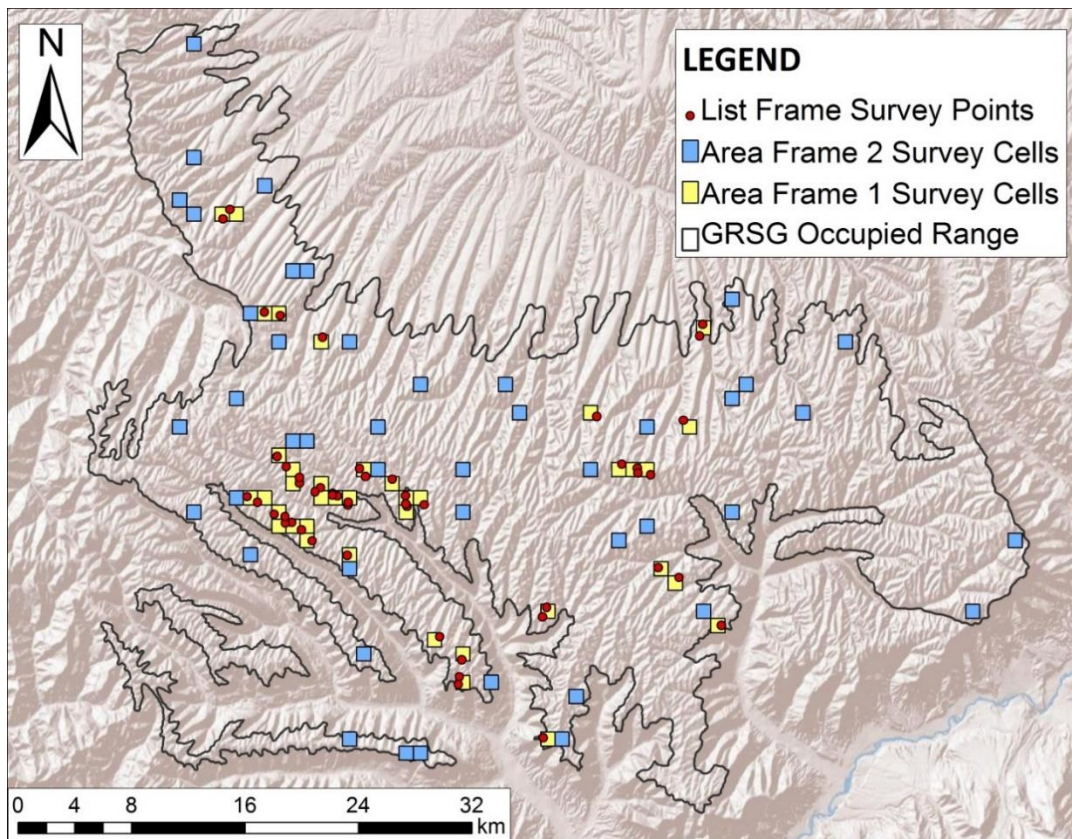 N
LEGEND
List Frame Survey Points
Area Frame 2 Survey Cells
Area Frame 1 Survey Cells
GRSG Occupied Range
0 4 8 16 24 32
km